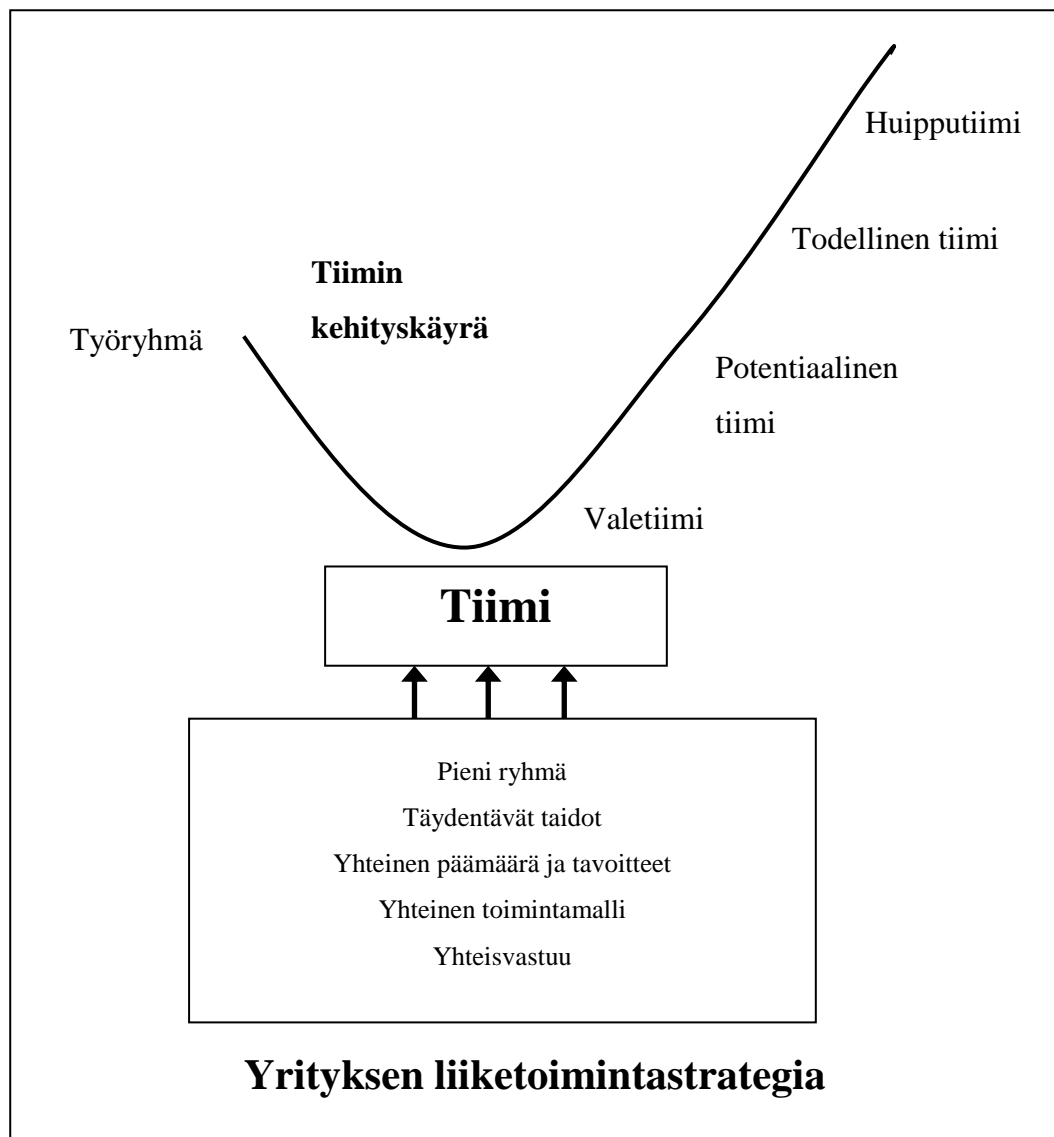 Huipputiimi
Todellinen tiimi
Tiimin
kehityskäyrä
Työryhmä
Potentiaalinen
tiimi
Valetiimi
Tiimi
Pieni ryhmä
Täydentävät taidot
Yhteinen päämäärä ja tavoitteet
Yhteinen toimintamalli
Yhteisvastuu
Yrityksen liiketoimintastrategia